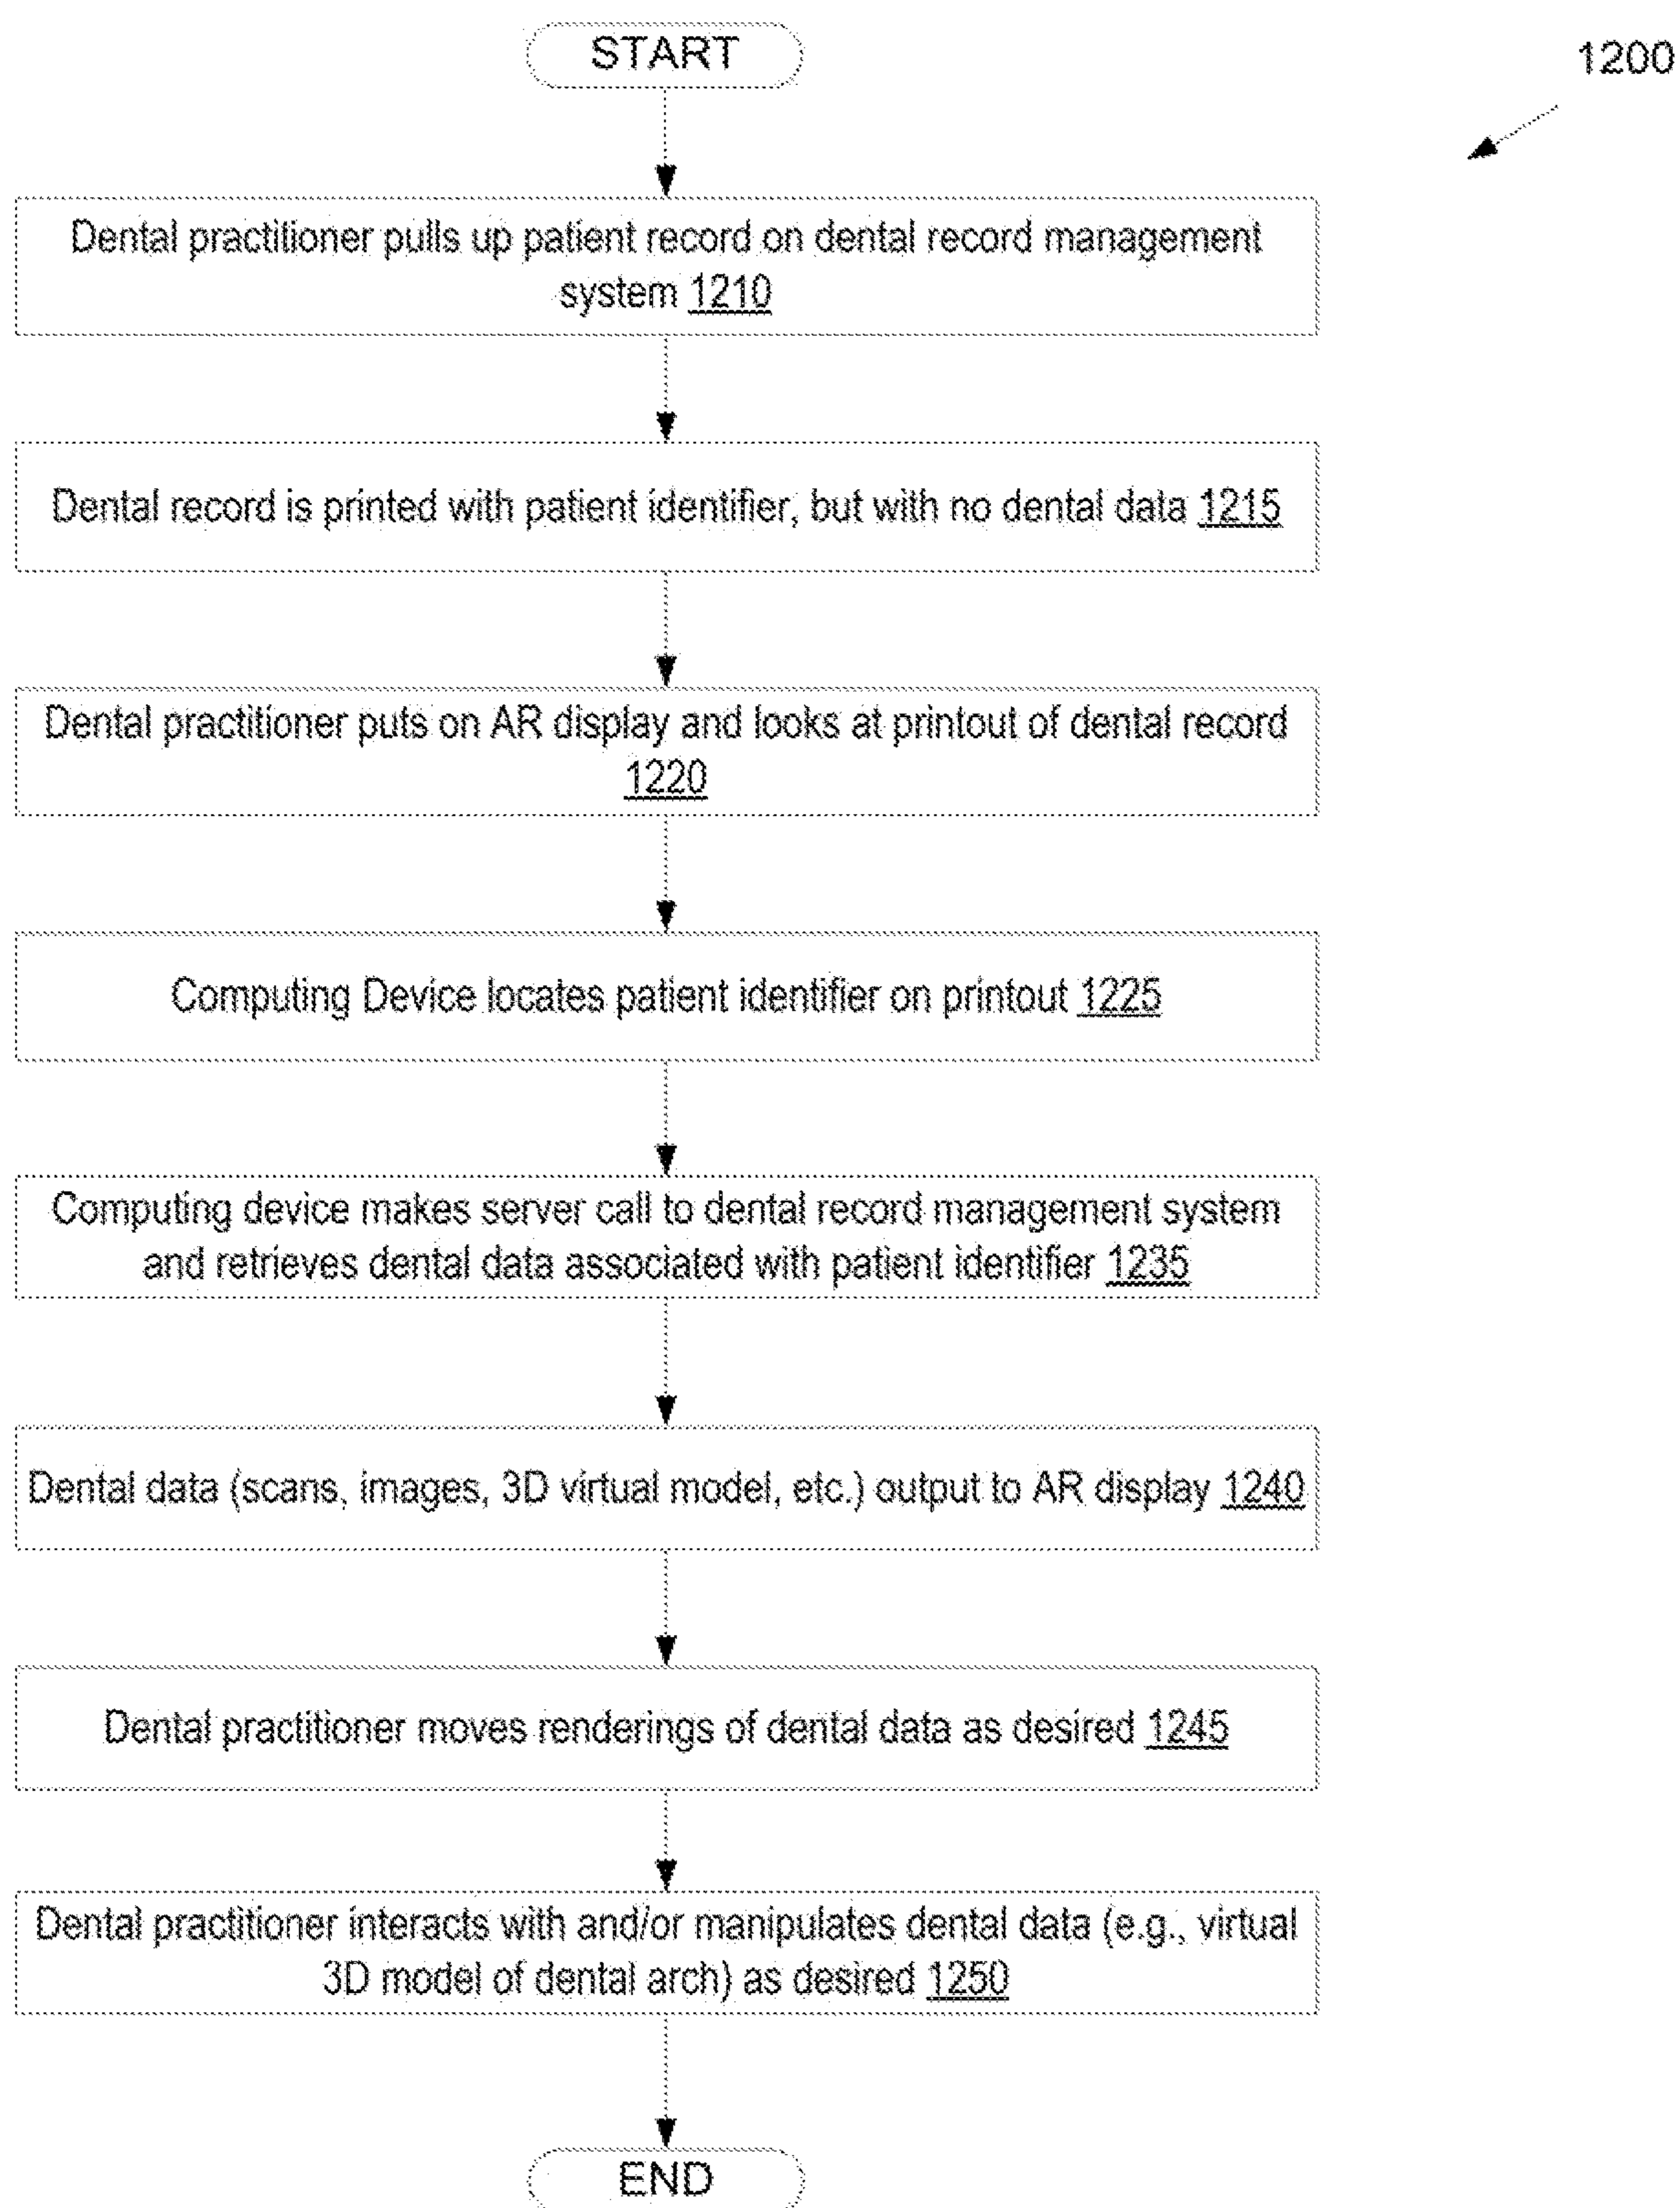 START
1200
Dental practitioner pulls up patient record on dental record management
system 1210
Dental record is printed with patient identifier, but with no dental data 1215
Dental practitioner puts on AR display and looks at printout of dental record
1220
Computing Device locates patient identifier on printout 1225
Computing device makes server call to dental record management system
and retrieves dental data associated with patient identifier 1235
Dental data (scans, images, 3D virtual model, etc.) output to AR display 1240
Dental practitioner moves renderings of dental data as desired 1245
Dental practitioner interacts with and/or manipulates dental data (e.g., virtual
3D model of dental arch) as desired 1250
END